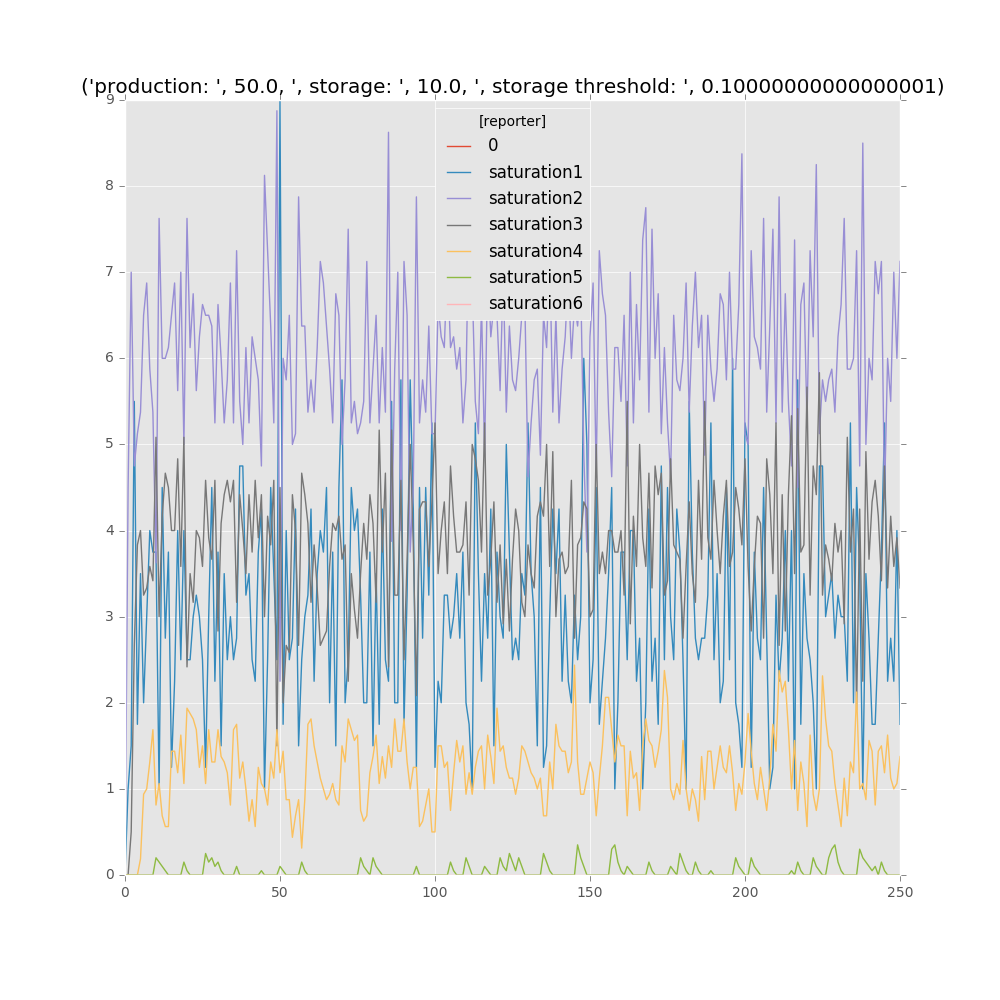 ('production: ', 50.0, ', storage: ', 10.0, ', storage threshold: ', 0.10000000000000001)
9
8
7
6
5
4
3
2
1
0
[reporter]
0
saturation1
saturation2
saturation3
saturation4
saturation5
saturation6
0 50 100 150 200 250